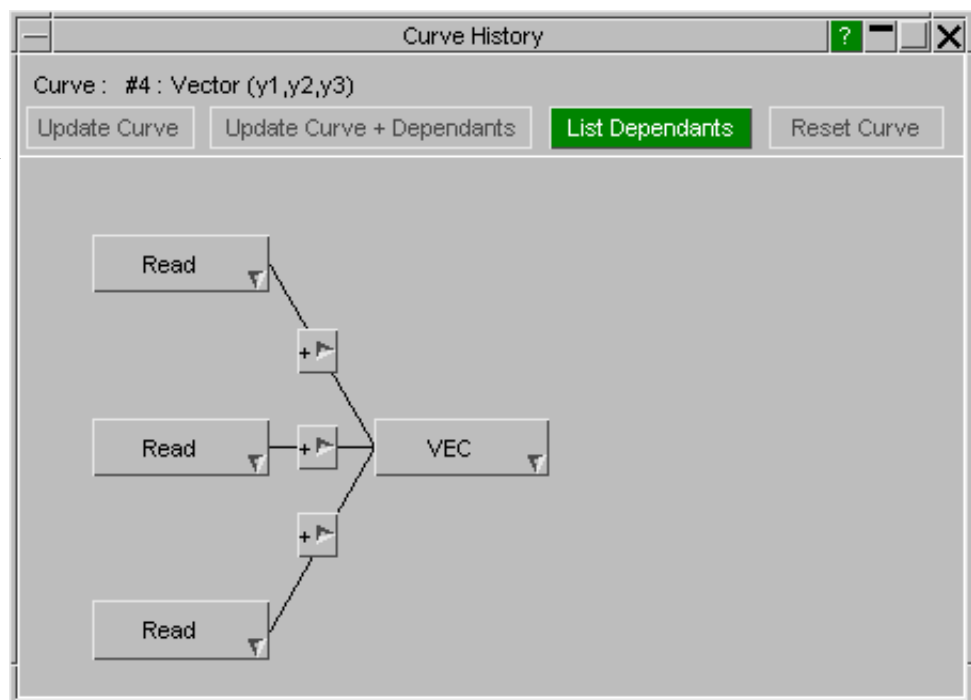 Curve History ?
Curve : #4 : Vector (y1,y2,y3)
Update Curve Update Curve + Dependants List Dependants Reset Curve
Read
+
Read + VEC
+
Read